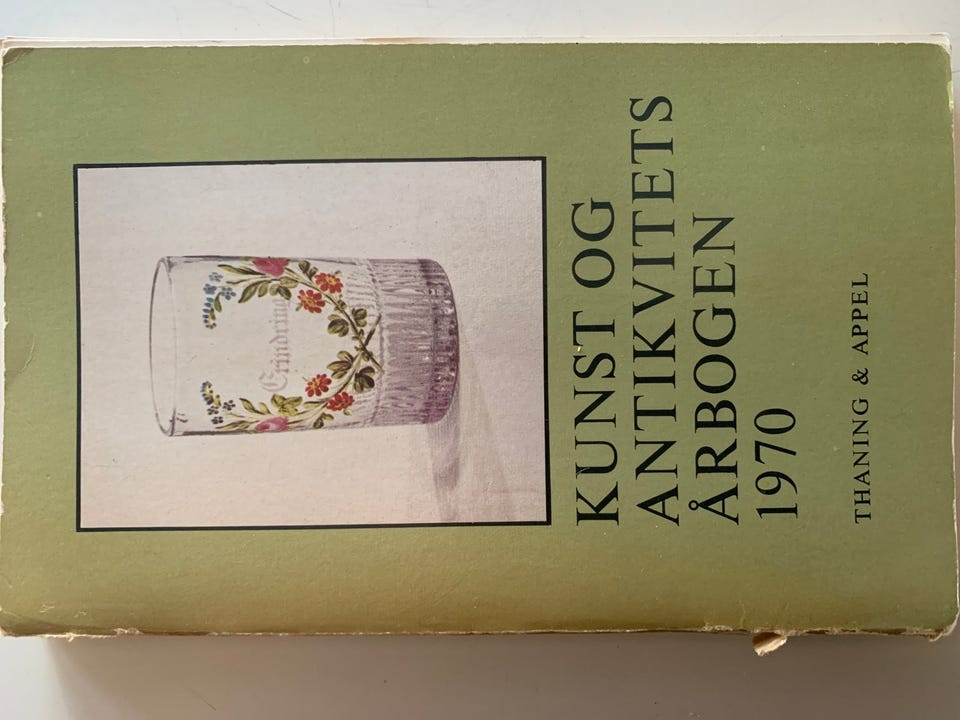 Erindring
KUNST OG
ANTIKVITETS
ÅRBOGEN
1970
THANING & APPEL